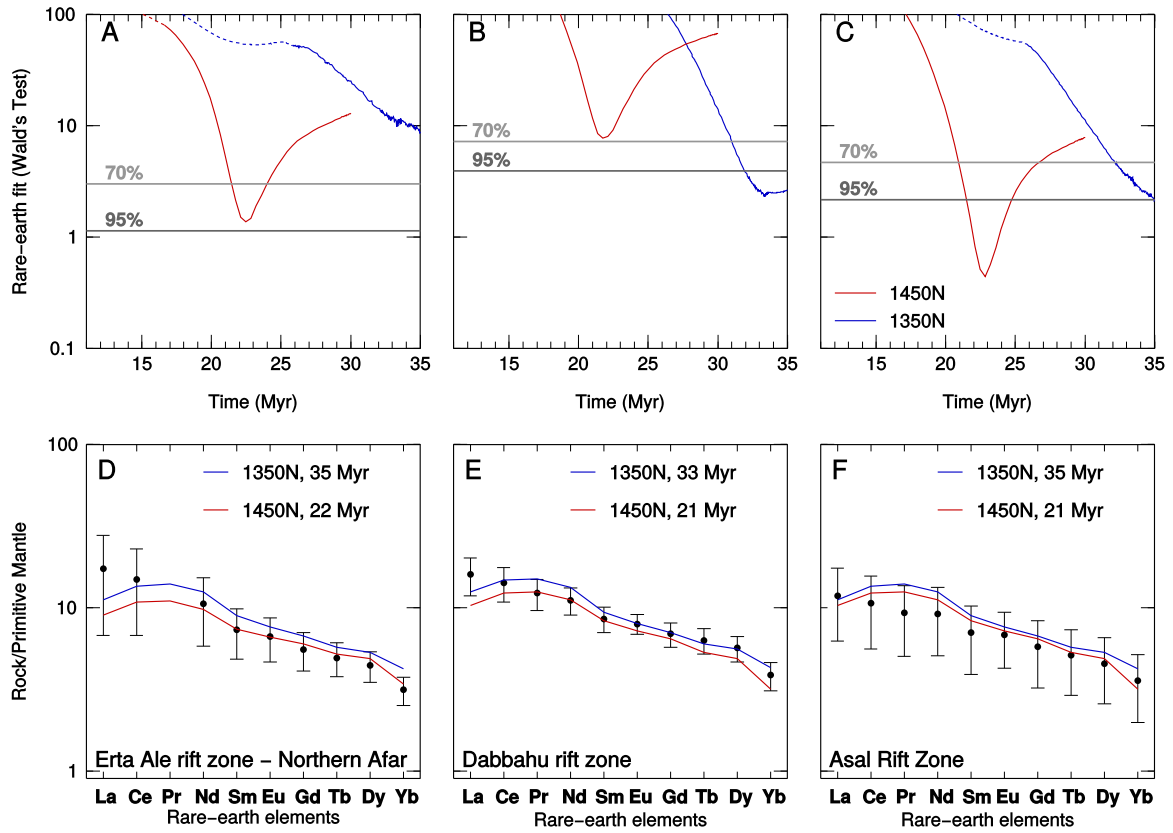 A
B
C
Rare-earth fit (Wald's Test)
100
10
1
0.1
70%
95%
70%
95%
70%
95%
1450N
1350N
15 20 25 30 35
15 20 25 30 35
15 20 25 30 35
Time (Myr)
Time (Myr)
Time (Myr)
D
E
F
Rock/Primitive Mantle
100
10
1
1350N, 35 Myr
1450N, 22 Myr
1350N, 33 Myr
1450N, 21 Myr
1350N, 35 Myr
1450N, 21 Myr
Erta Ale rift zone - Northern Afar
Dabbahu rift zone
Asal Rift Zone
La Ce Pr Nd Sm Eu Gd Tb Dy Yb
La Ce Pr Nd Sm Eu Gd Tb Dy Yb
La Ce Pr Nd Sm Eu Gd Tb Dy Yb
Rare-earth elements
Rare-earth elements
Rare-earth elements